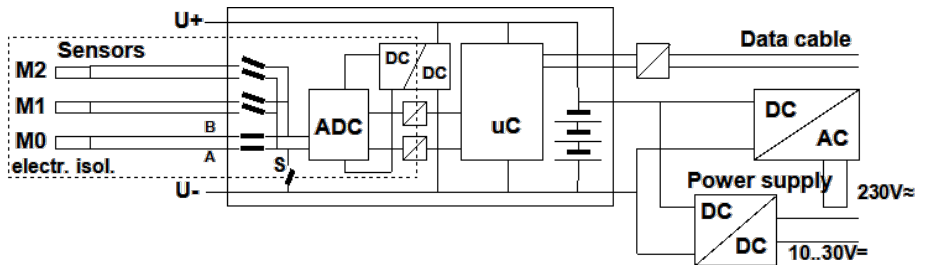 U+
Sensors
M2
M1
M0
B
A
electr. isol.
S
U-
ADC
DC
DC
uC
Data cable
DC
AC
Power supply
230V≈
DC
DC
10..30V=